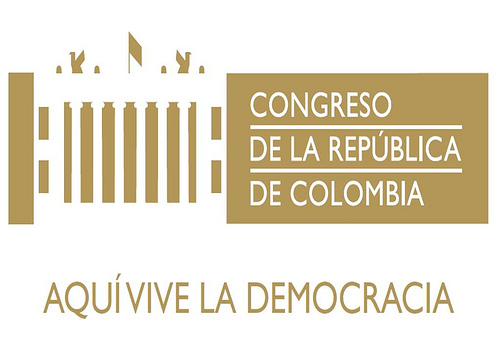 CONGRESO
DE LA REPÚBLICA
DE COLOMBIA
AQUÍ VIVE LA DEMOCRACIA